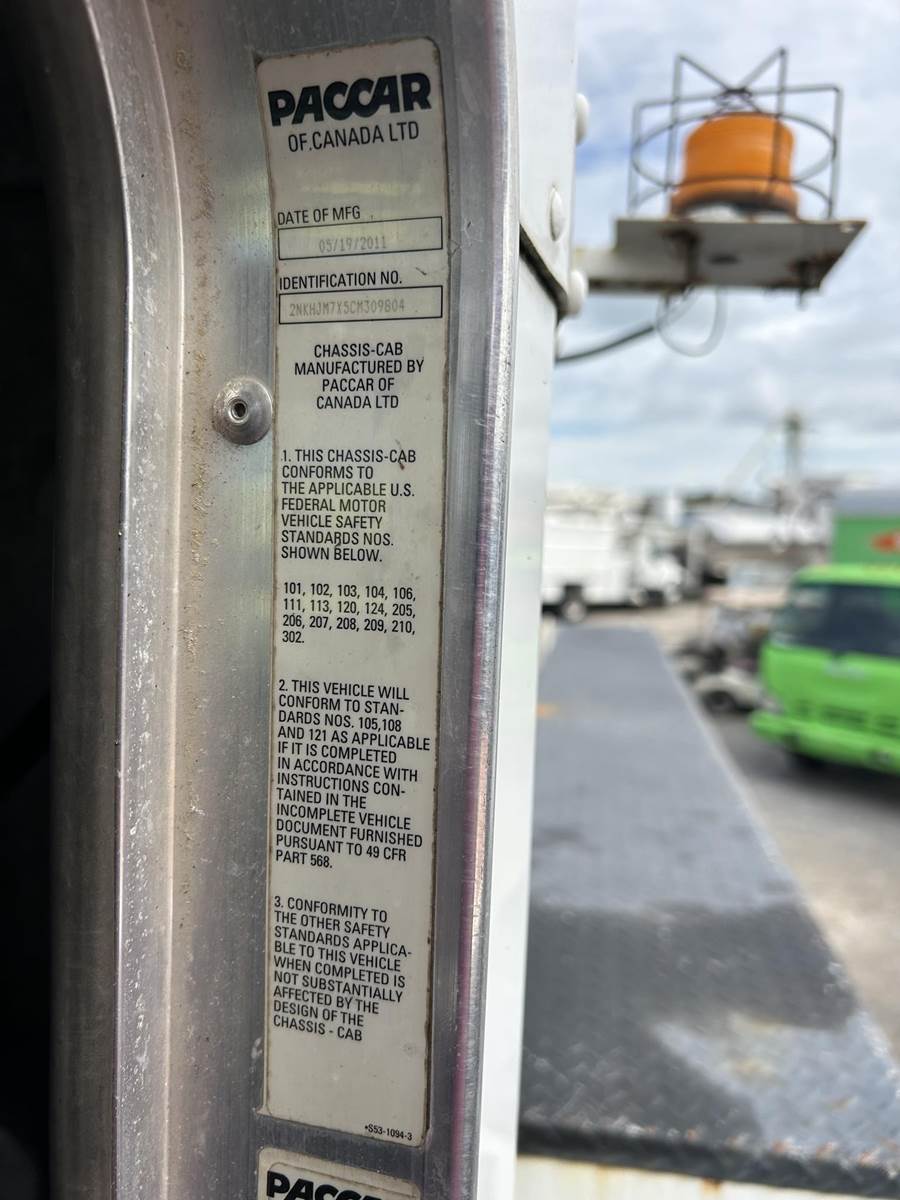 PACCAR
OF CANADA LTD
DATE OF MFG
05/19/2011
IDENTIFICATION NO.
2NKHJM7X5CM309804
CHASSIS-CAB
MANUFACTURED BY
PACCAR OF
CANADA LTD
1. THIS CHASSIS-CAB
CONFORMS TO
THE APPLICABLE U.S.
FEDERAL MOTOR
VEHICLE SAFETY
STANDARDS NOS.
SHOWN BELOW.
101, 102, 103, 104, 106,
111, 113, 120, 124, 205,
206, 207, 208, 209, 210,
302.
2. THIS VEHICLE WILL
CONFORM TO STAN-
DARDS NOS. 105,108
AND 121 AS APPLICABLE
IF IT IS COMPLETED
IN ACCORDANCE WITH
INSTRUCTIONS CON-
TAINED IN THE
INCOMPLETE VEHICLE
DOCUMENT FURNISHED
PURSUANT TO 49 CFR
PART 568.
3. CONFORMITY TO
THE OTHER SAFETY
STANDARDS APPLICA-
BLE TO THIS VEHICLE
WHEN COMPLETED IS
NOT SUBSTANTIALLY
AFFECTED BY THE
DESIGN OF THE
CHASSIS - CAB
*S53-1094-3
PACCAR